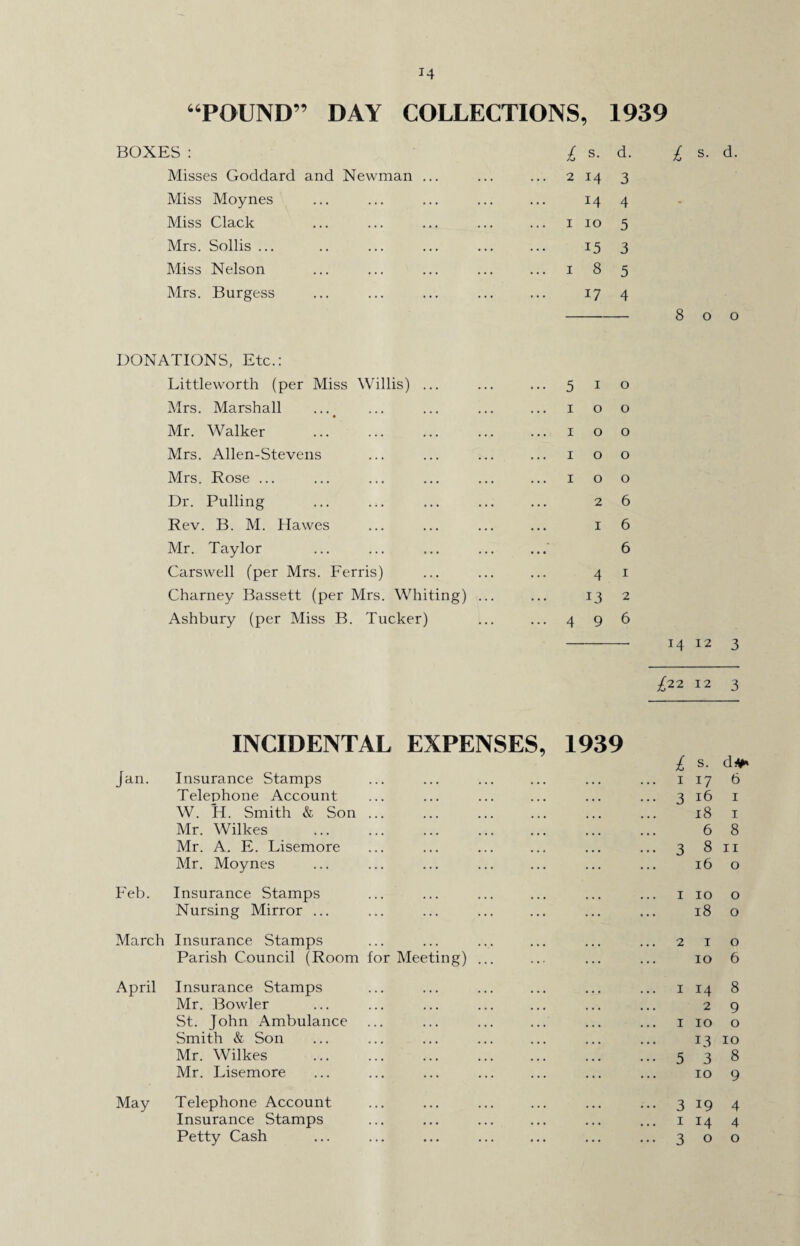 14
“POUND” DAY COLLECTIONS, 1939
BOXES : £ s. d. £ s. d.
Misses Goddard and Newman ... ... ... 2 14 3
Miss Moynes ... ... ... ... ... 14 4
Miss Clack ... ... ... ... ... 1 10 5
Mrs. Sollis ... .. ... ... ... ... 15 3
Miss Nelson ... ... ... ... ... 1 8 5
Mrs. Burgess ... ... ... ... ... 17 4
8 0 0
DONATIONS, Etc.:
Littleworth (per Miss Willis) ... ... ... 5 1 0
Mrs. Marshall ... ... ... ... ... 1 0 0
Mr. Walker ... ... ... ... ... 1 0 0
Mrs. Allen-Stevens ... ... ... ... 1 0 0
Mrs. Rose ... ... ... ... ... ... 1 0 0
Dr. Pulling ... ... ... ... ... 2 6
Rev. B. M. Hawes ... ... ... ... 1 6
Mr. Taylor ... ... ... ... ... 6
Carswell (per Mrs. Ferris) ... ... ... 4 1
Charney Bassett (per Mrs. Whiting) ... ... 13 2
Ashbury (per Miss B. Tucker) ... ... 4 9 6
14 12 3
£22 12 3
INCIDENTAL EXPENSES, 1939
£ s. d.
Jan. Insurance Stamps ... ... ... ... ... ... 1 17 6
Telephone Account ... ... ... ... ... ... 3 16 1
W. H. Smith & Son ... ... ... ... ... ... 18 1
Mr. Wilkes ... ... ... ... ... ... ... 6 8
Mr. A. E. Lisemore ... ... ... ... ... ... 3 8 11
Mr. Moynes ... ... ... ... ... ... ... 16 0
Feb. Insurance Stamps ... ... ... ... ... ... 1 10 0
Nursing Mirror ... ... ... ... ... ... ... 18 0
March Insurance Stamps ... ... ... ... ... ... 2 1 0
Parish Council (Room for Meeting) ... ... ... ... 10 6
April Insurance Stamps ... ... ... ... ... ... 1 14 8
Mr. Bowler ... ... ... ... ... ... ... 2 9
St. John Ambulance ... ... ... ... ... ... 1 10 0
Smith & Son ... ... ... ... ... ... ... 13 10
Mr. Wilkes ... ... ... ... ... ... ... 5 3 8
Mr. Lisemore ... ... ... ... ... ... ... 10 9
May Telephone Account ... ... ... ... ... ... 3 19 4
Insurance Stamps ... ... ... ... ... ... 1 14 4
Petty Cash ... ... ... ... ... ... ... 3 0 0